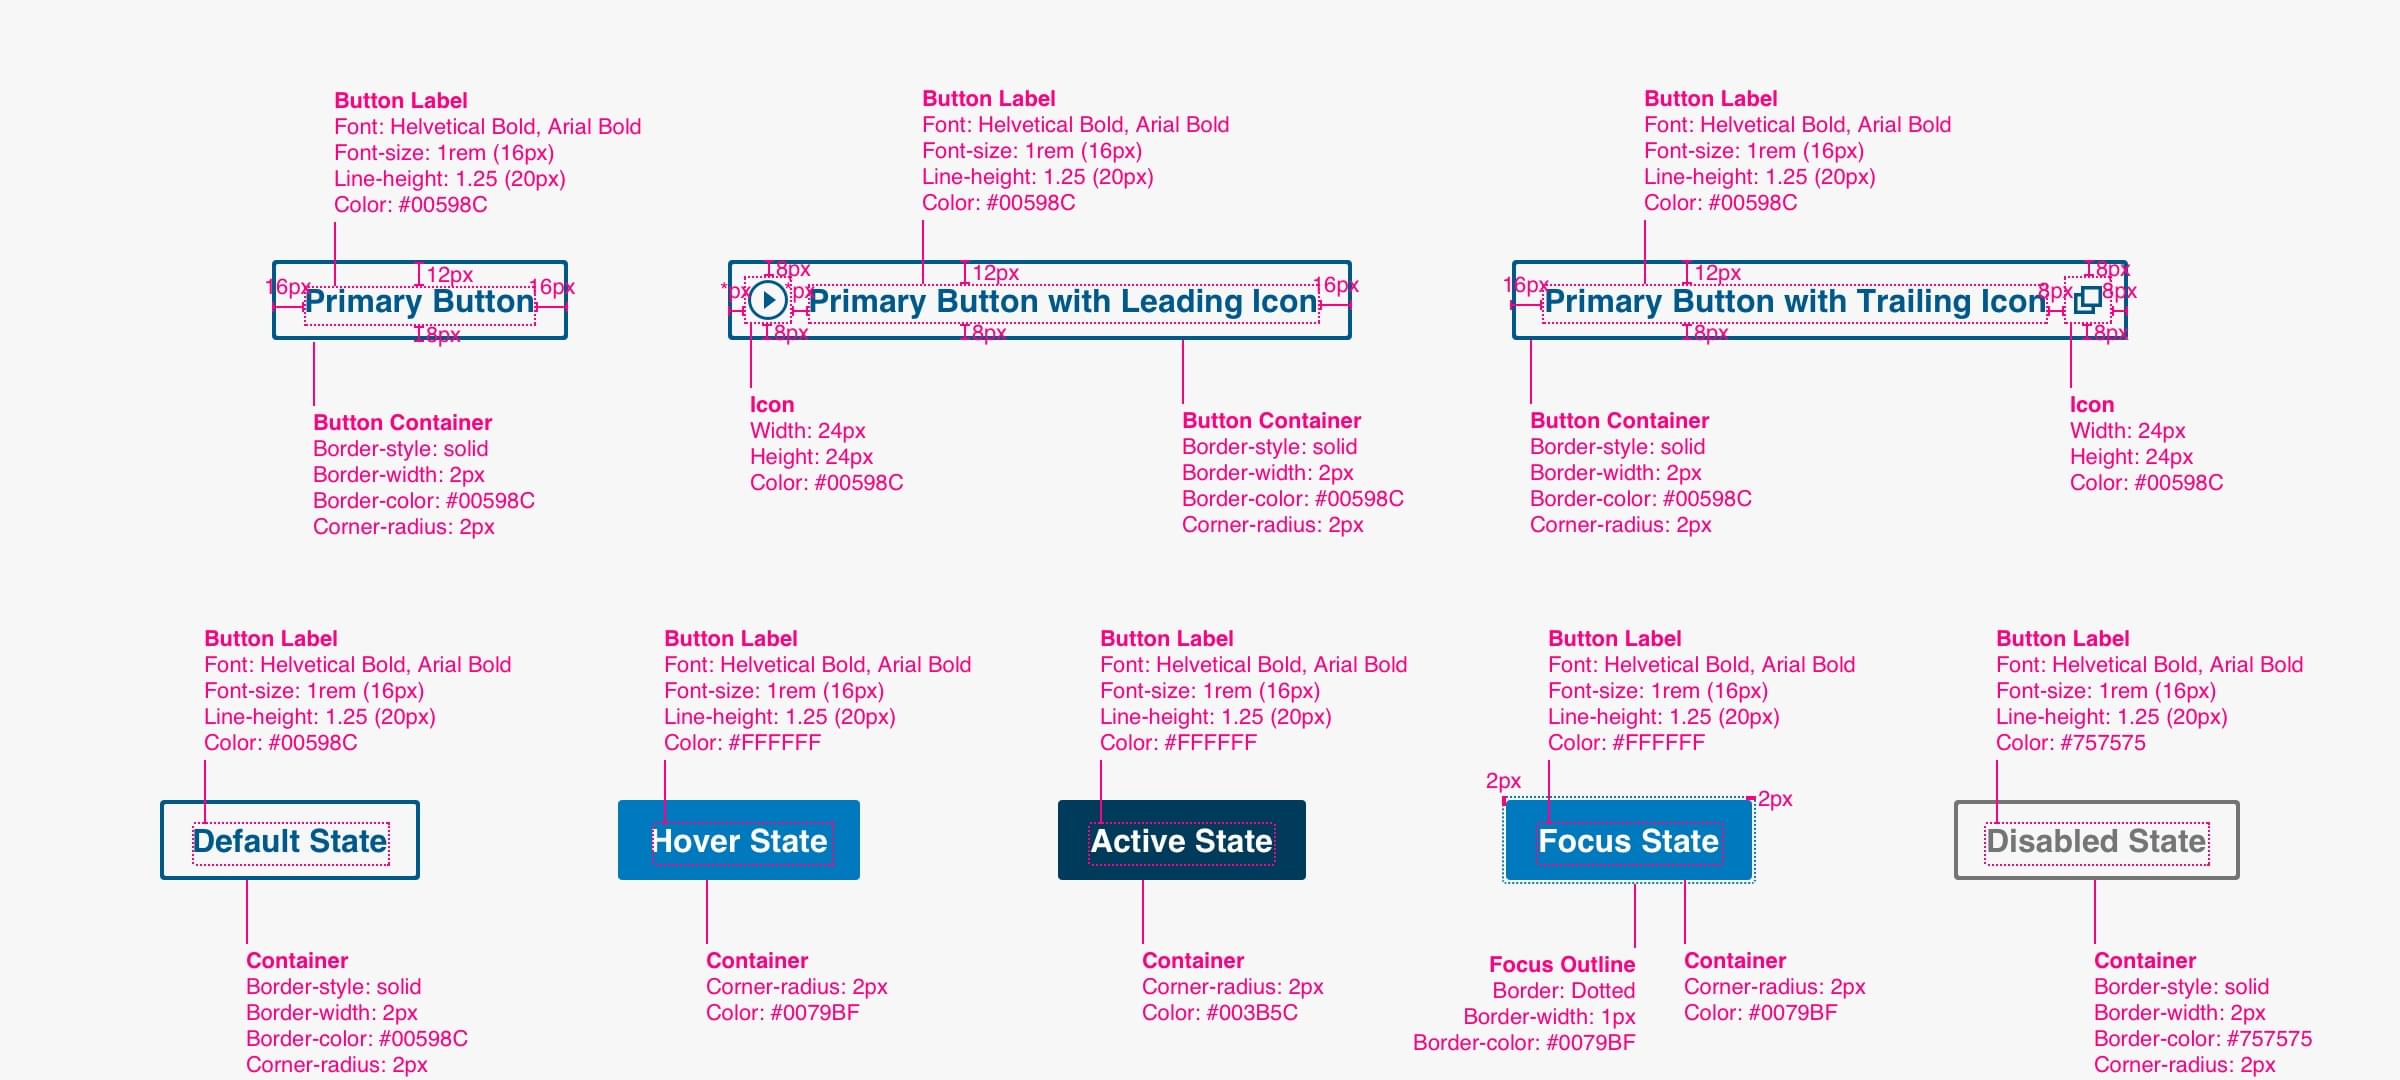 Button Label
Font: Helvetical Bold, Arial Bold
Font-size: 1rem (16px)
Line-height: 1.25 (20px)
Color: #00598C
16px
12px
16px
Primary Button
8px
Button Container
Border-style: solid
Border-width: 2px
Border-color: #00598C
Corner-radius: 2px
Button Label
Font: Helvetical Bold, Arial Bold
Font-size: 1rem (16px)
Line-height: 1.25 (20px)
Color: #00598C
8px
12px
*px
*px
16px
Primary Button with Leading Icon
8px
8px
Icon
Width: 24px
Height: 24px
Color: #00598C
Button Container
Border-style: solid
Border-width: 2px
Border-color: #00598C
Corner-radius: 2px
Button Label
Font: Helvetical Bold, Arial Bold
Font-size: 1rem (16px)
Line-height: 1.25 (20px)
Color: #00598C
12px
8px
16px
8px
8px
Primary Button with Trailing Icon
8px
8px
Button Container
Border-style: solid
Border-width: 2px
Border-color: #00598C
Corner-radius: 2px
Icon
Width: 24px
Height: 24px
Color: #00598C
Button Label
Font: Helvetical Bold, Arial Bold
Font-size: 1rem (16px)
Line-height: 1.25 (20px)
Color: #00598C
Default State
Container
Border-style: solid
Border-width: 2px
Border-color: #00598C
Corner-radius: 2px
Button Label
Font: Helvetical Bold, Arial Bold
Font-size: 1rem (16px)
Line-height: 1.25 (20px)
Color: #FFFFFF
Hover State
Container
Corner-radius: 2px
Color: #0079BF
Button Label
Font: Helvetical Bold, Arial Bold
Font-size: 1rem (16px)
Line-height: 1.25 (20px)
Color: #FFFFFF
Active State
Container
Corner-radius: 2px
Color: #003B5C
Button Label
Font: Helvetical Bold, Arial Bold
Font-size: 1rem (16px)
Line-height: 1.25 (20px)
Color: #FFFFFF
2px
2px
Focus State
Focus Outline
Border: Dotted
Border-width: 1px
Border-color: #0079BF
Container
Corner-radius: 2px
Color: #0079BF
Button Label
Font: Helvetical Bold, Arial Bold
Font-size: 1rem (16px)
Line-height: 1.25 (20px)
Color: #757575
Disabled State
Container
Border-style: solid
Border-width: 2px
Border-color: #757575
Corner-radius: 2px